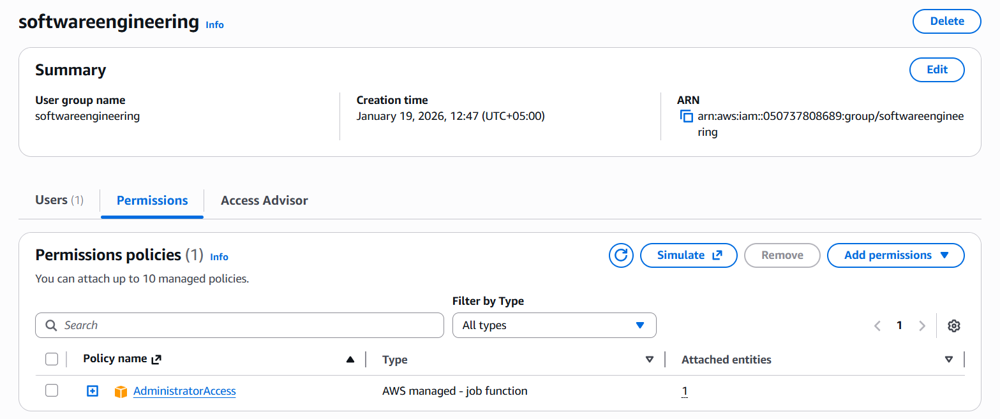 softwareengineering Info
Delete
Summary
Edit
User group name
softwareengineering
Creation time
January 19, 2026, 12:47 (UTC+05:00)
ARN
arn:aws:iam::050737808689:group/softwareenginee
ring
Users (1)
Permissions
Access Advisor
Permissions policies (1) Info
You can attach up to 10 managed policies.
Simulate
Remove
Add permissions
Filter by Type
Search
All types
1
Policy name
Type
Attached entities
AdministratorAccess
AWS managed - job function
1